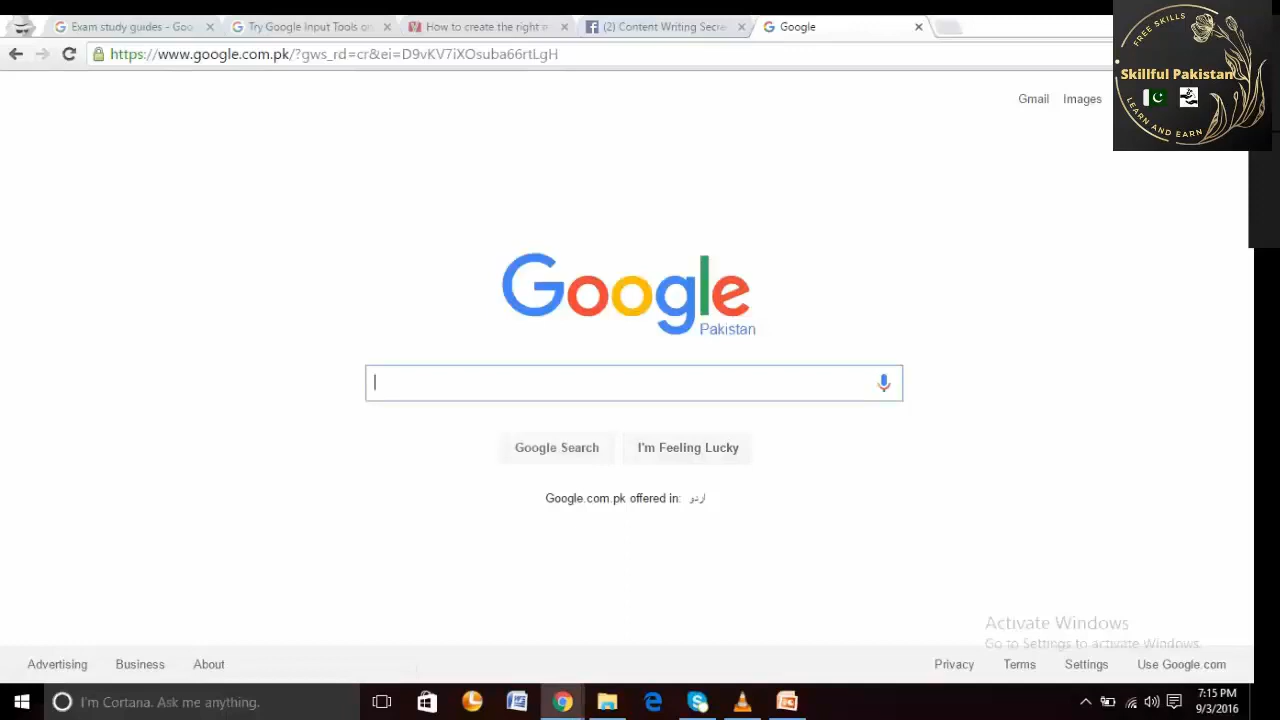 Exam study guides - Goo
Try Google Input Tools o
How to create the right n
(2) Content Writing Secre
Google
https://www.google.com.pk/?gws_rd=cr&ei=D9vKV7iXOsuba66rtLgH
Gmail Images
FREE SKILLS
Skillful Pakistan
LEARN AND EARN
Google
Pakistan
Google Search I'm Feeling Lucky
Google.com.pk offered in: اردو
Activate Windows
Go to Settings to activate Windows.
Advertising Business About Privacy Terms Settings Use Google.com
I'm Cortana. Ask me anything.
7:15 PM
9/3/2016